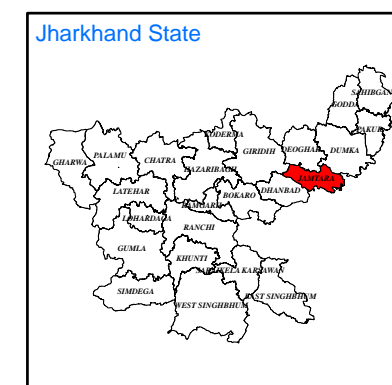 Jharkhand State
SAHIBGANJ
GODDA
PAKUR
KODERMA
GIRIDIH
DEOGHAR
DUMKA
GHARWA
PALAMU
CHATRA
HAZARIBAGH
JAMTARA
LATEHAR
BOKARO
DHANBAD
RAMGARH
LOHARDAGA
RANCHI
GUMLA
KHUNTI
SARAIKELA KARSAWAN
SIMDEGA
WEST SINGHBHUM
EAST SINGHBHUM